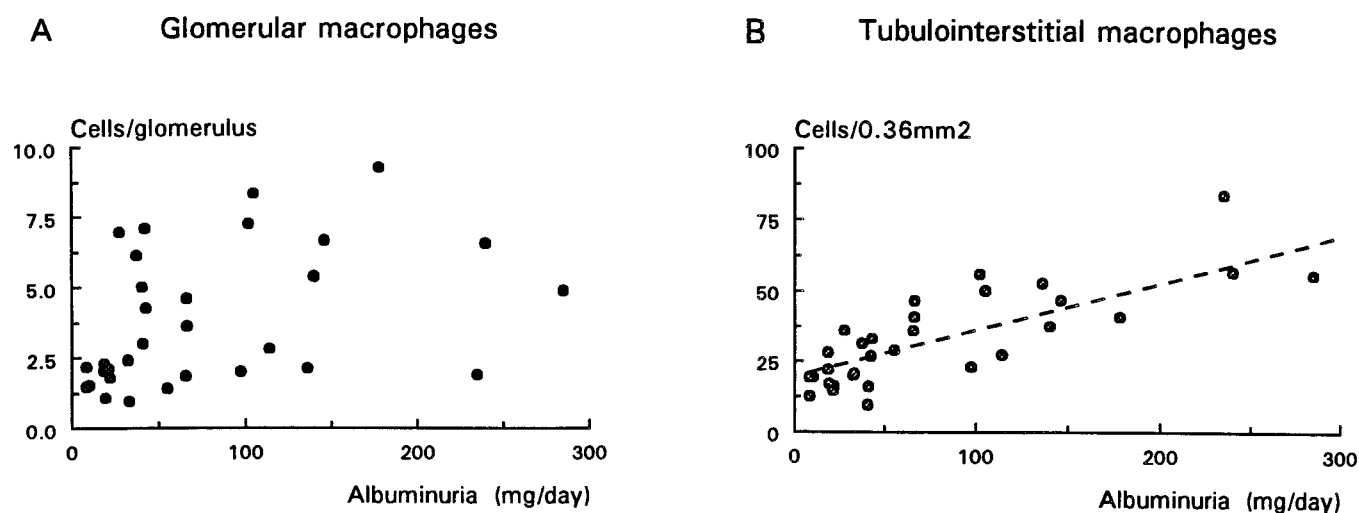 A Glomerular macrophages
Cells/glomerulus
10.0
7.5
5.0
2.5
0.0
0 100 200 300
Albuminuria (mg/day)
B Tubulointerstitial macrophages
Cells/0.36mm2
100
75
50
25
0
0 100 200 300
Albuminuria (mg/day)